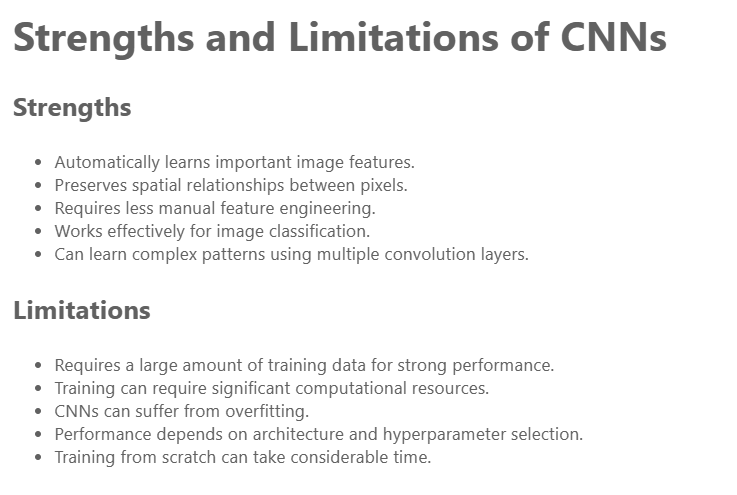 Strengths and Limitations of CNNs
Strengths
• Automatically learns important image features.
• Preserves spatial relationships between pixels.
• Requires less manual feature engineering.
• Works effectively for image classification.
• Can learn complex patterns using multiple convolution layers.
Limitations
• Requires a large amount of training data for strong performance.
• Training can require significant computational resources.
• CNNs can suffer from overfitting.
• Performance depends on architecture and hyperparameter selection.
• Training from scratch can take considerable time.